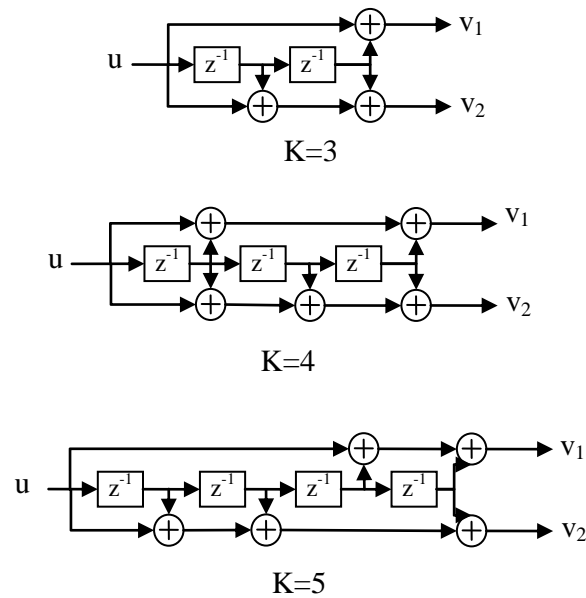 v₁
u z⁻¹ z⁻¹
v₂
K=3
v₁
u z⁻¹ z⁻¹ z⁻¹
v₂
K=4
v₁
u z⁻¹ z⁻¹ z⁻¹ z⁻¹
v₂
K=5